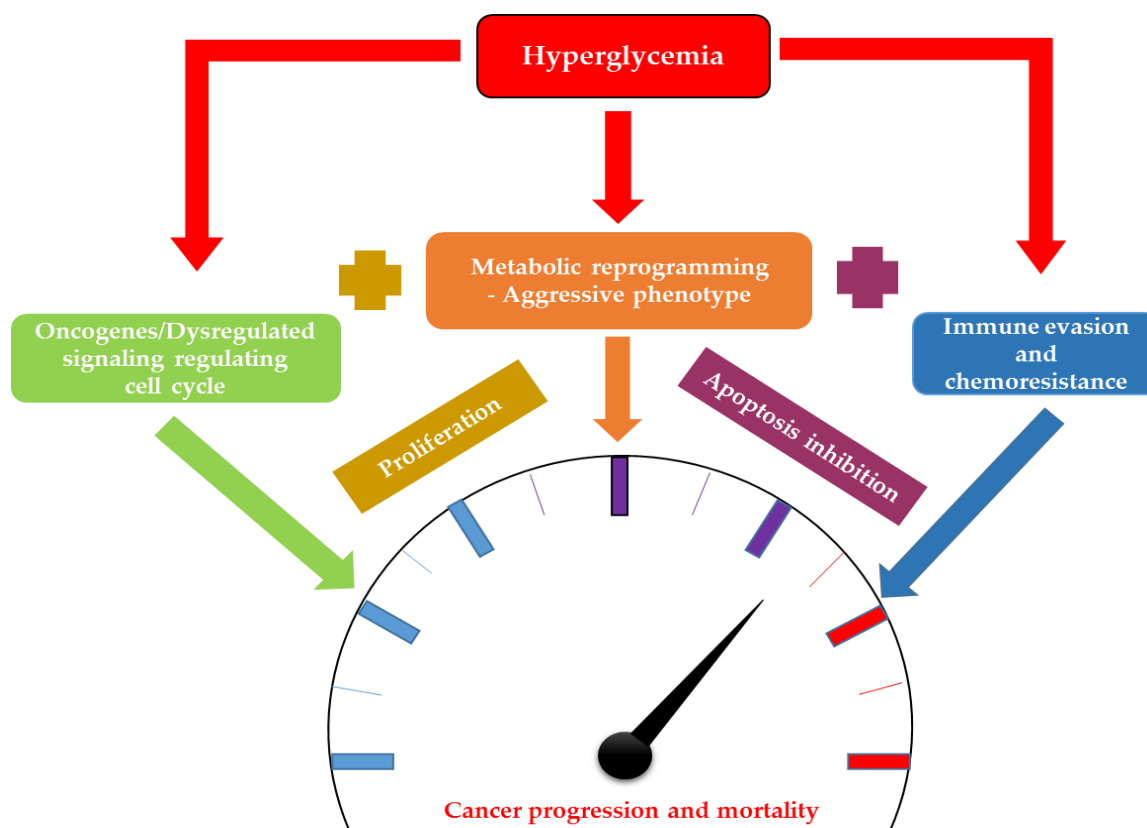 Hyperglycemia
Metabolic reprogramming
- Aggressive phenotype
Oncogenes/Dysregulated
signaling regulating
cell cycle
Immune evasion
and
chemoresistance
Proliferation
Apoptosis inhibition
Cancer progression and mortality